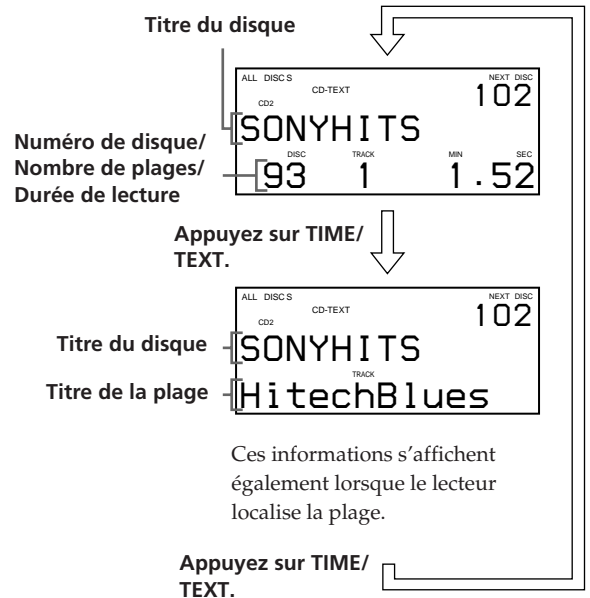 Titre du disque
ALL DISC S
NEXT DISC
CD-TEXT
102
CD2
SONYHITS
Numéro de disque/
Nombre de plages/
Durée de lecture
DISC TRACK MIN SEC
93 1 1.52
Appuyez sur TIME/
TEXT.
ALL DISC S
NEXT DISC
CD-TEXT
102
CD2
Titre du disque
SONYHITS
TRACK
Titre de la plage
HitechBlues
Ces informations s’affichent
également lorsque le lecteur
localise la plage.
Appuyez sur TIME/
TEXT.